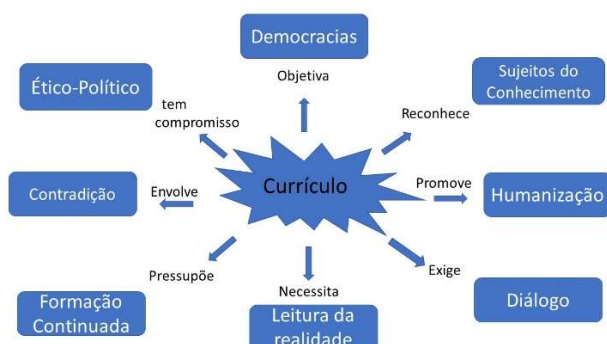 Democracias
Objetiva
Ético-Político
tem
compromisso
Sujeitos do
Conhecimento
Reconhece
Currículo
Contradição
Envolve
Promove
Humanização
Pressupõe
Formação
Continuada
Necessita
Leitura da
realidade
Exige
Diálogo